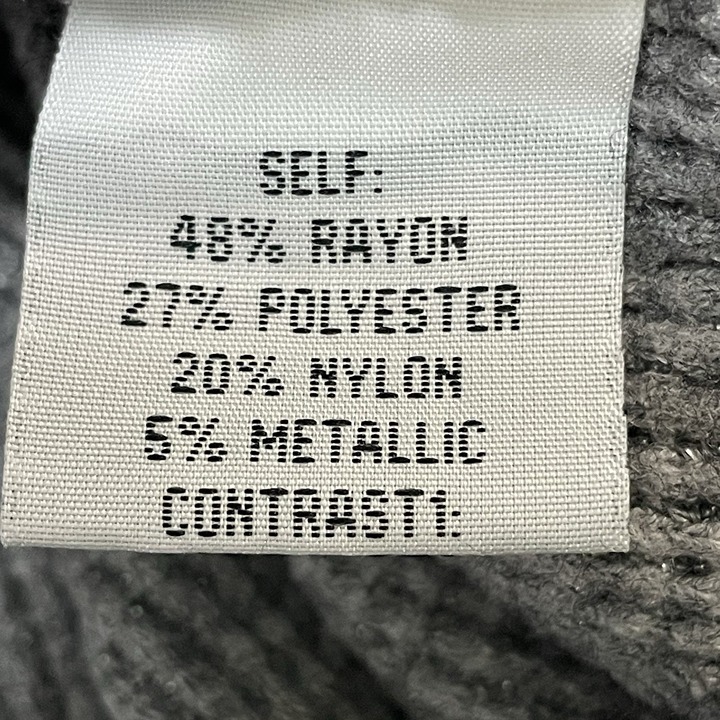 SELF:
48% RAYON
27% POLYESTER
20% NYLON
5% METALLIC
CONTRAST1: